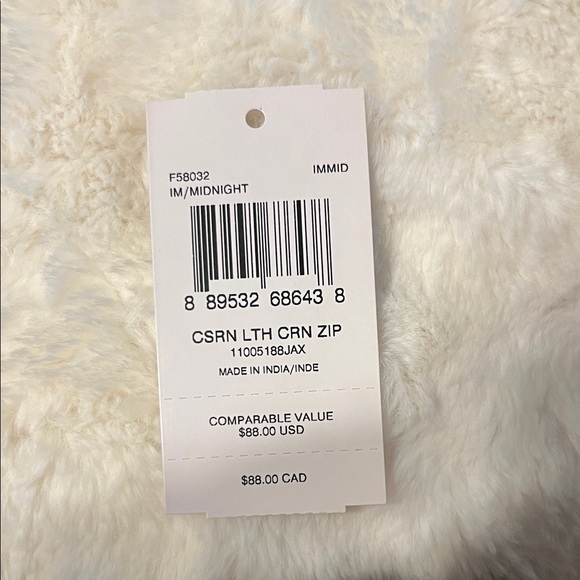 F58032 IMMID
IM/MIDNIGHT
8 89532 68643 8
CSRN LTH CRN ZIP
11005188JAX
MADE IN INDIA/INDE
COMPARABLE VALUE
$88.00 USD
$88.00 CAD